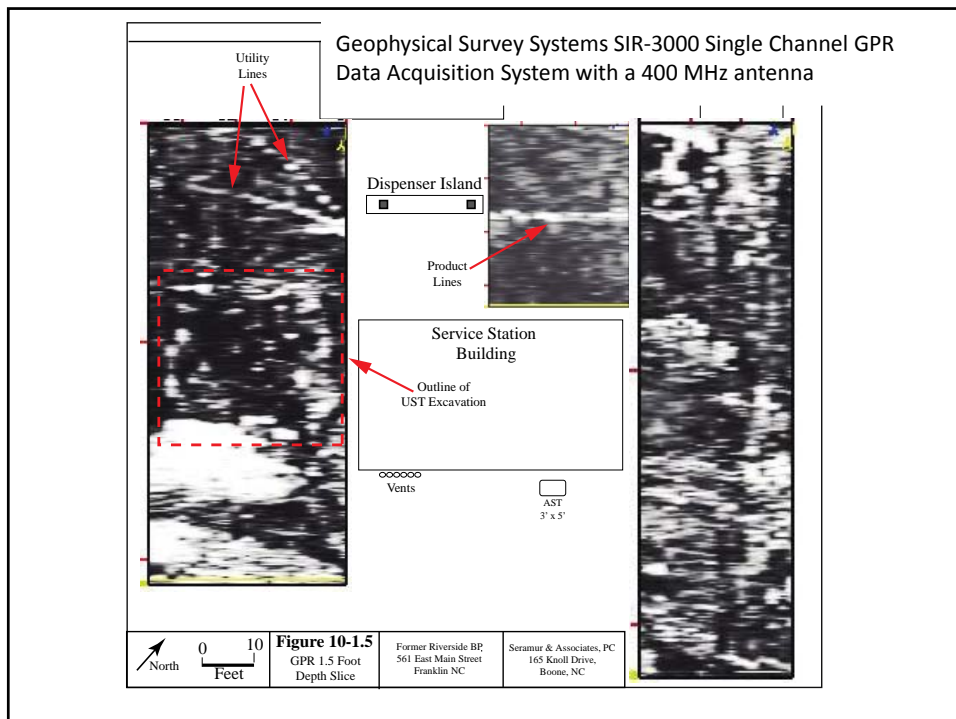 Geophysical Survey Systems SIR-3000 Single Channel GPR
Data Acquisition System with a 400 MHz antenna
Utility
Lines
Dispenser Island
Product
Lines
Service Station
Building
Outline of
UST Excavation
Vents
AST
3' x 5'
North
0 10
Feet
Figure 10-1.5
GPR 1.5 Foot
Depth Slice
Former Riverside BP,
561 East Main Street
Franklin NC
Seramur & Associates, PC
165 Knoll Drive,
Boone, NC